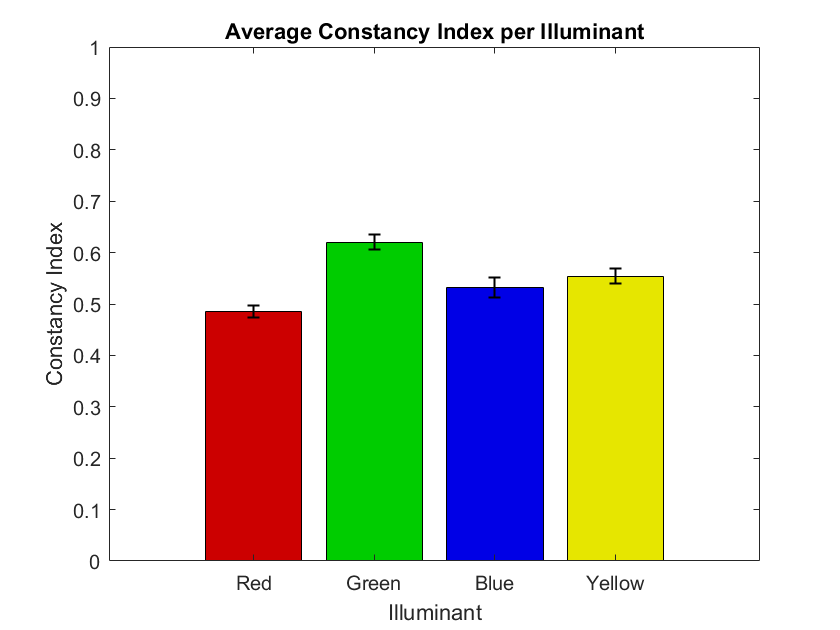 Average Constancy Index per Illuminant
1
0.9
0.8
0.7
0.6
0.5
0.4
0.3
0.2
0.1
0
Constancy Index
Red Green Blue Yellow
Illuminant